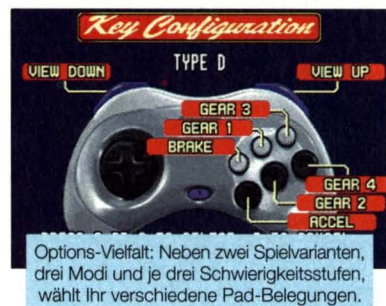 Key Configuration
TYPE D
VIEW DOWN
VIEW UP
GEAR 3
GEAR 1
BRAKE
GEAR 4
GEAR 2
ACCEL
Options-Vielfalt: Neben zwei Spielvarianten,
drei Modi und je drei Schwierigkeitsstufen,
wählt Ihr verschiedene Pad-Belegungen.